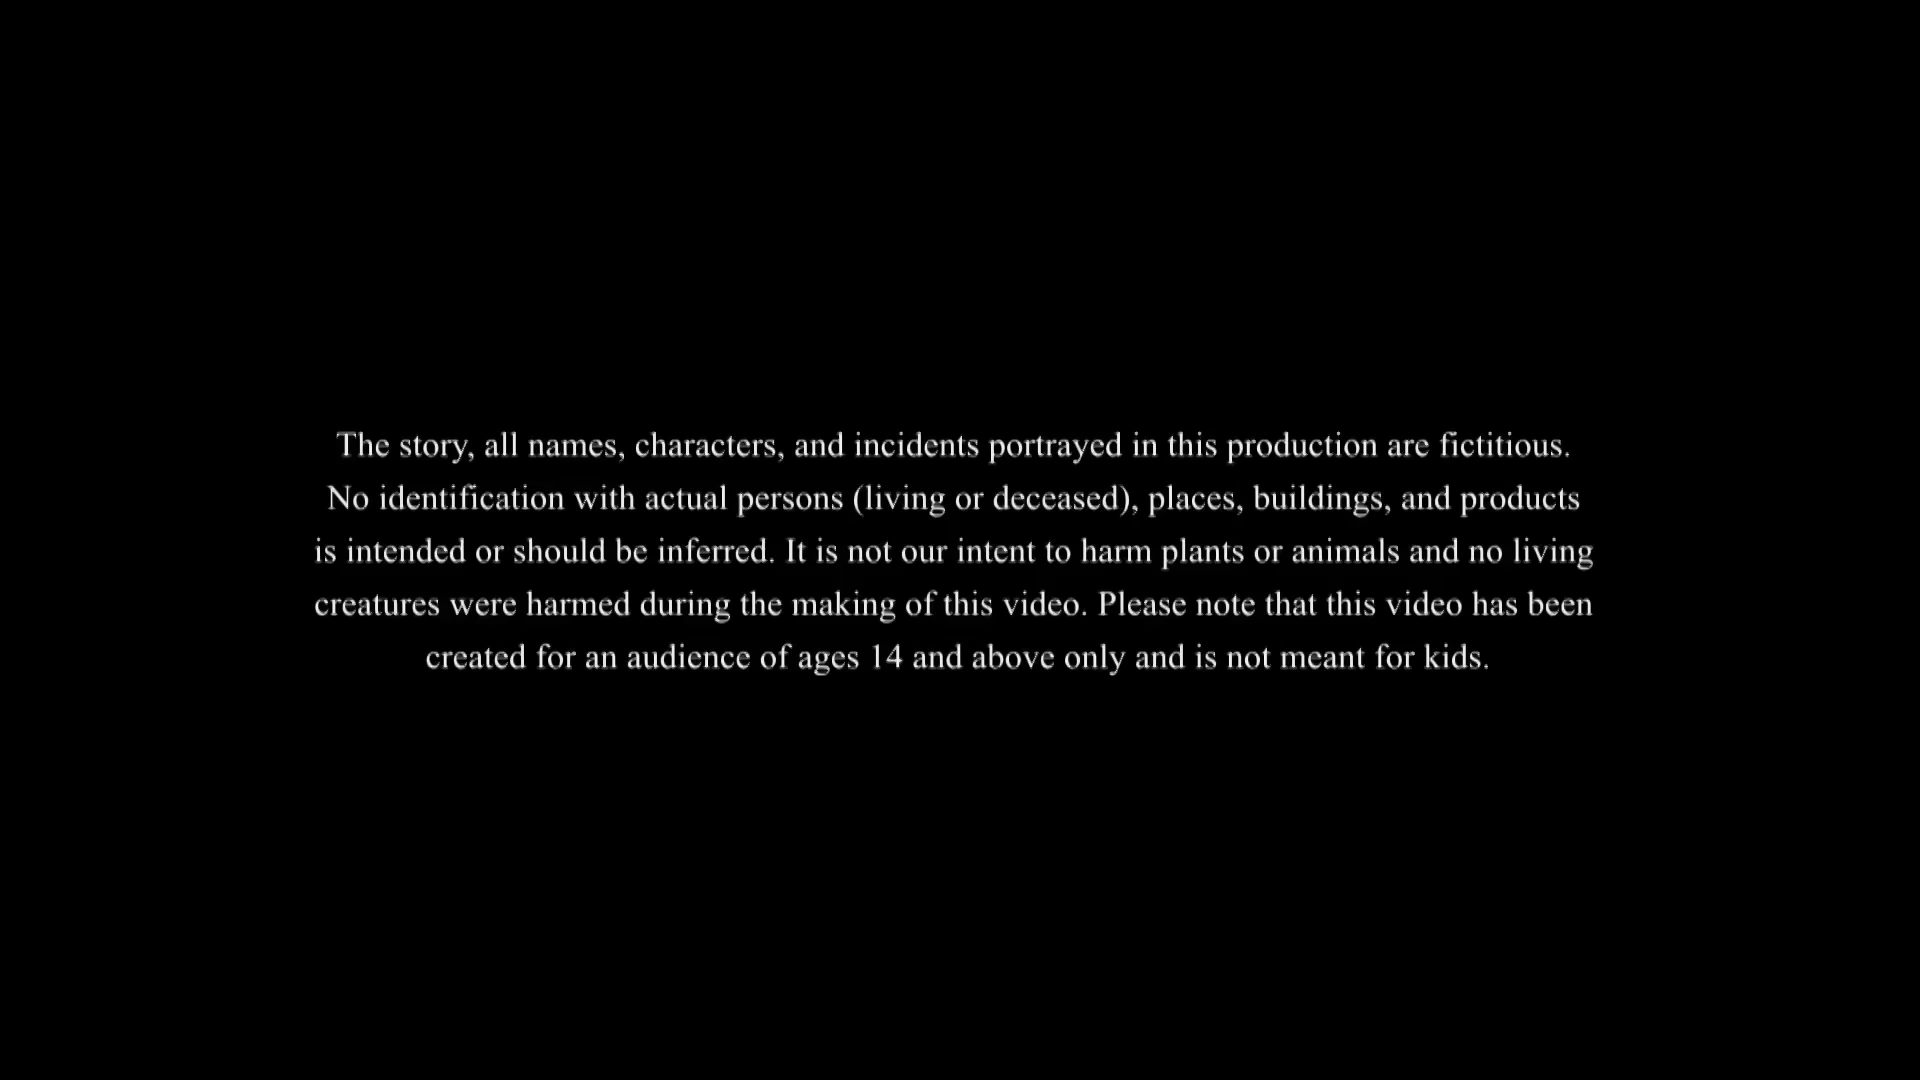 The story, all names, characters, and incidents portrayed in this production are fictitious.
No identification with actual persons (living or deceased), places, buildings, and products
is intended or should be inferred. It is not our intent to harm plants or animals and no living
creatures were harmed during the making of this video. Please note that this video has been
created for an audience of ages 14 and above only and is not meant for kids.